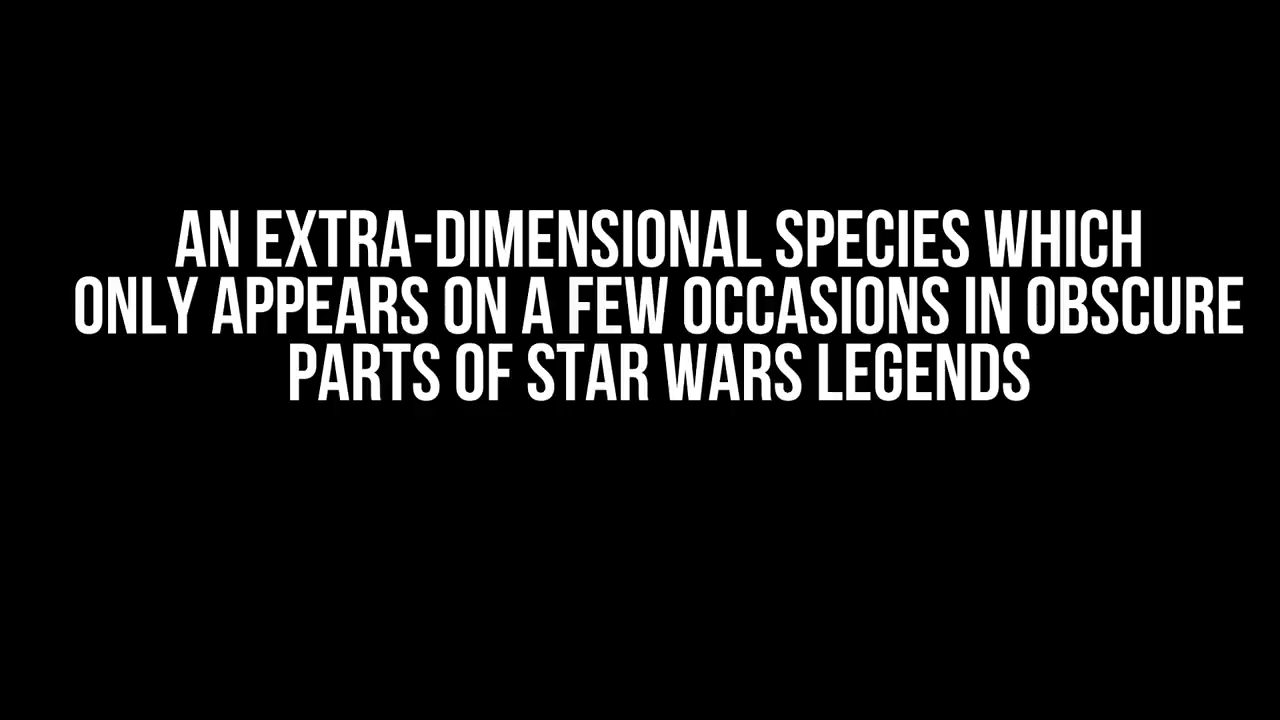 AN EXTRA-DIMENSIONAL SPECIES WHICH
ONLY APPEARS ON A FEW OCCASIONS IN OBSCURE
PARTS OF STAR WARS LEGENDS